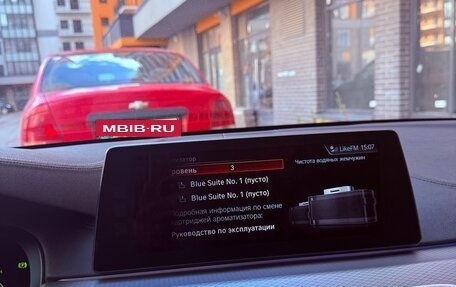 MBIB·RU
LikeFM 15:07
Чистота водяных жемчужин
изатор
ровень 3
Blue Suite No. 1 (пусто)
Blue Suite No. 1 (пусто)
Подробная информация по смене
картриджей ароматизатора:
Руководство по эксплуатации